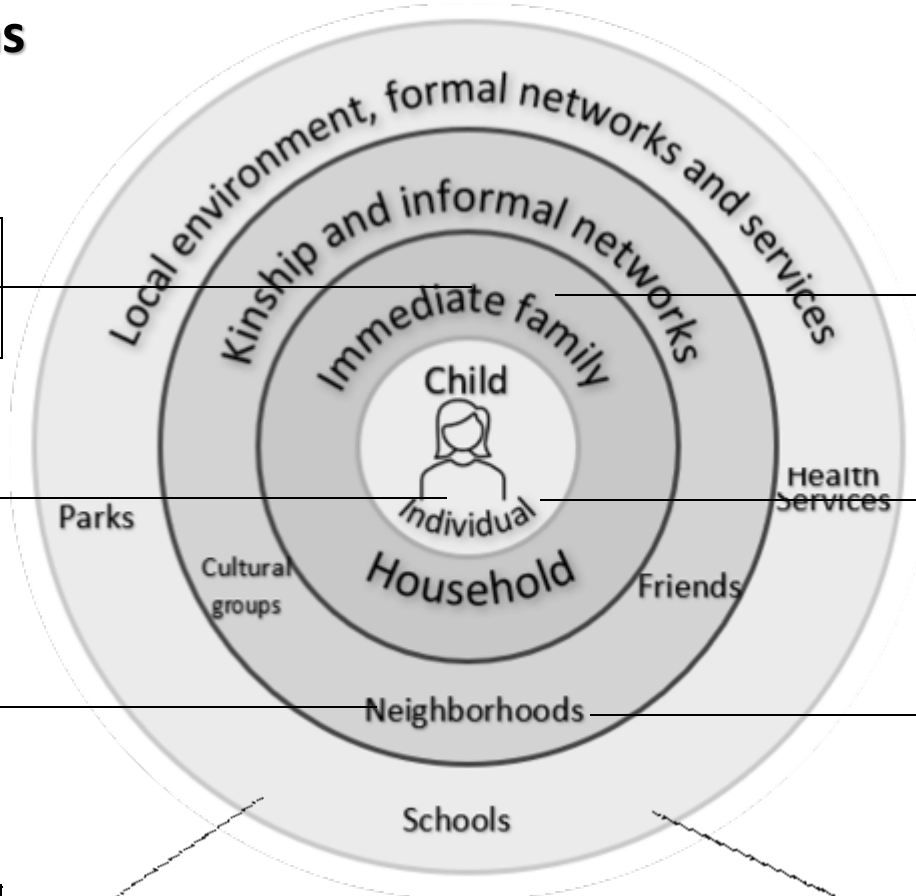 s
Local environment, formal networks and services
Kinship and informal networks
Immediate family
Child
Individual
Household
Health
Services
Parks
Cultural
groups
Friends
Neighborhoods
Schools